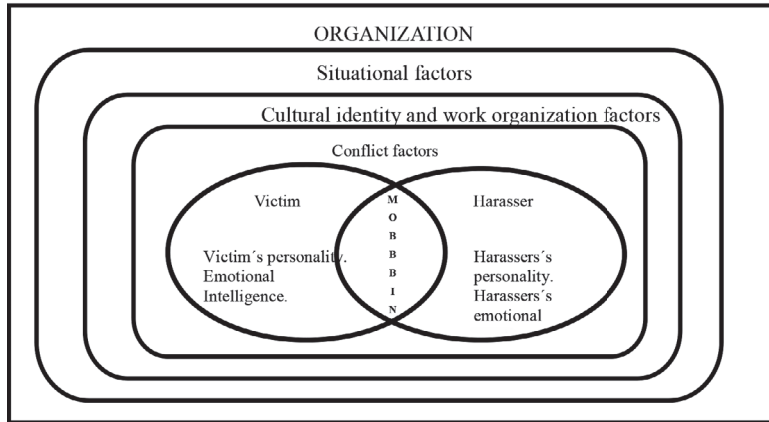 ORGANIZATION
Situational factors
Cultural identity and work organization factors
Conflict factors
Victim
Victim´s personality.
Emotional
Intelligence.
MOBBBIN
Harasser
Harassers´s
personality.
Harassers´s
emotional